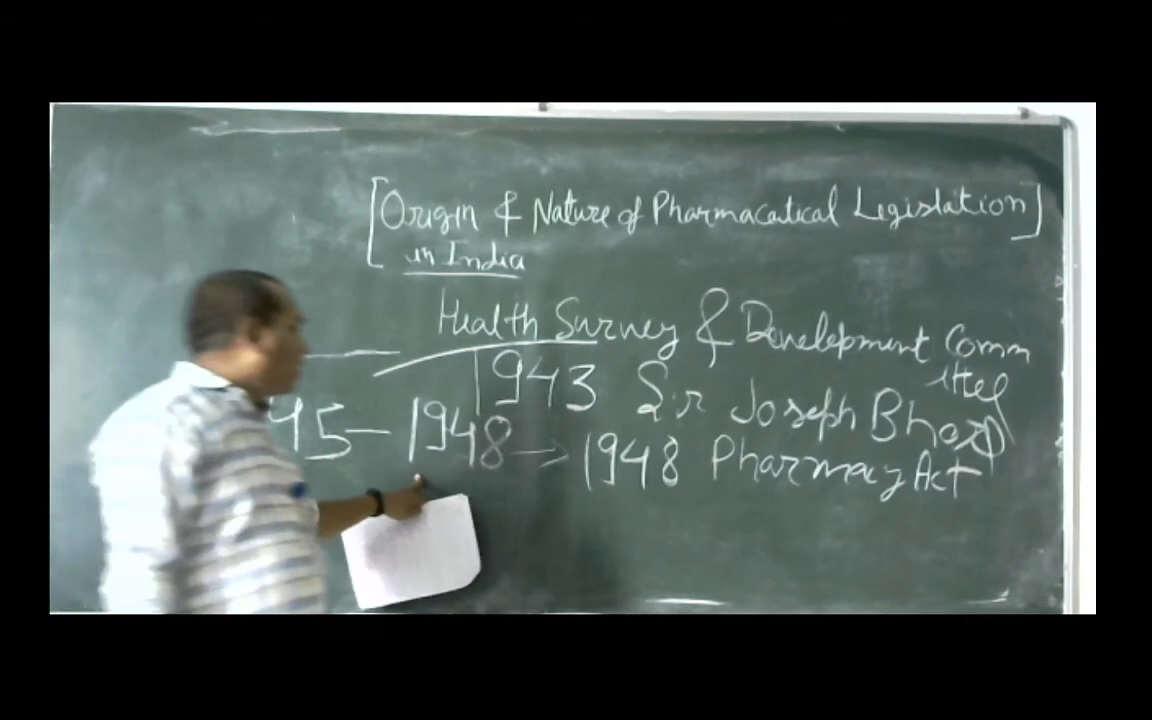 [Origin & Nature of Pharmacautical Legislation]
in India
Health Survey & Development Comm
ittee
1943 Sir Joseph Bhore
45 - 1948 → 1948 Pharmacy Act